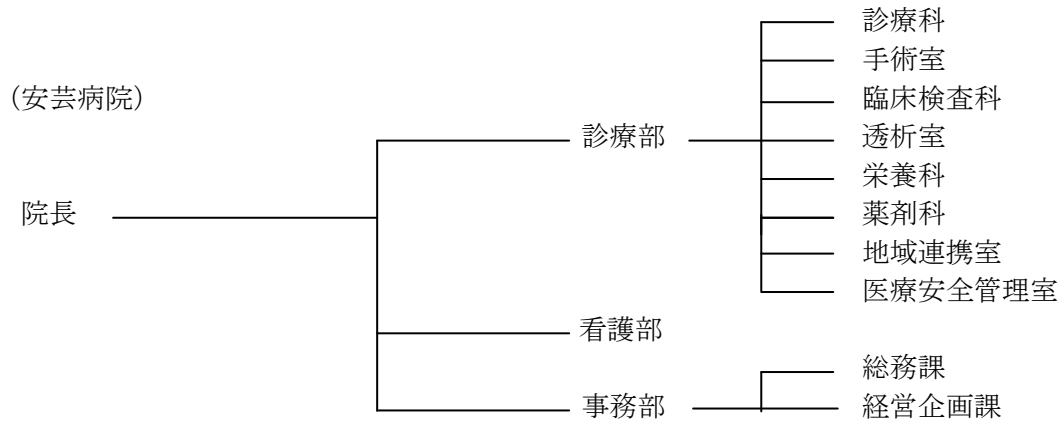 診療科
手術室
(安芸病院)
臨床検査科
診療部
透析室
栄養科
院長
薬剤科
地域連携室
医療安全管理室
看護部
総務課
事務部
経営企画課